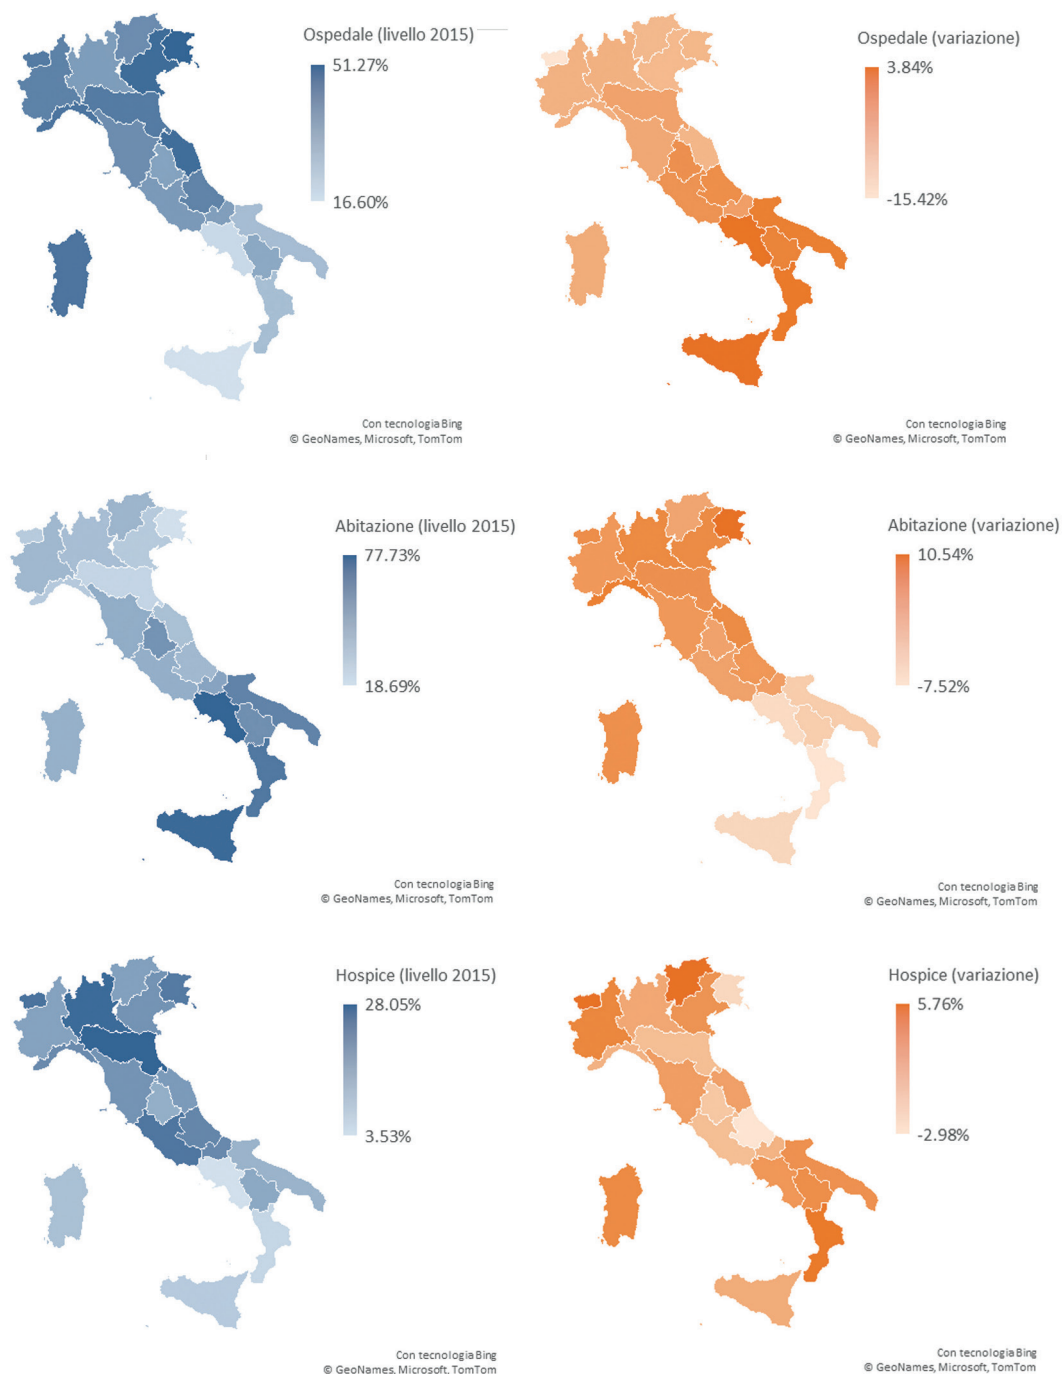 Ospedale (livello 2015)
51.27%
16.60%
Con tecnologia Bing
© GeoNames, Microsoft, TomTom
Ospedale (variazione)
3.84%
-15.42%
Con tecnologia Bing
© GeoNames, Microsoft, TomTom
Abitazione (livello 2015)
77.73%
18.69%
Con tecnologia Bing
© GeoNames, Microsoft, TomTom
Abitazione (variazione)
10.54%
-7.52%
Con tecnologia Bing
© GeoNames, Microsoft, TomTom
Hospice (livello 2015)
28.05%
3.53%
Con tecnologia Bing
© GeoNames, Microsoft, TomTom
Hospice (variazione)
5.76%
-2.98%
Con tecnologia Bing
© GeoNames, Microsoft, TomTom